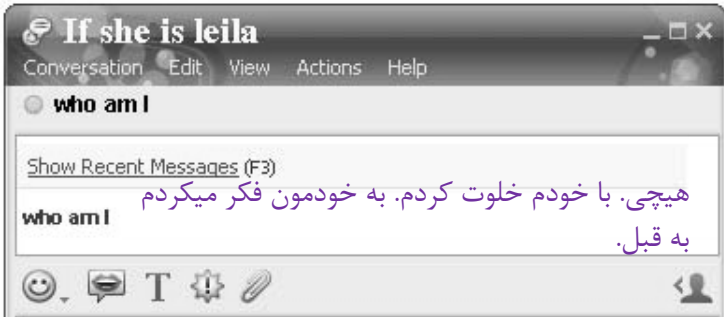 If she is leila
Conversation Edit View Actions Help
who am I
Show Recent Messages (F3)
هیچی. با خودم خلوت کردم. به خودمون فکر میکردم
who am I
به قبل.